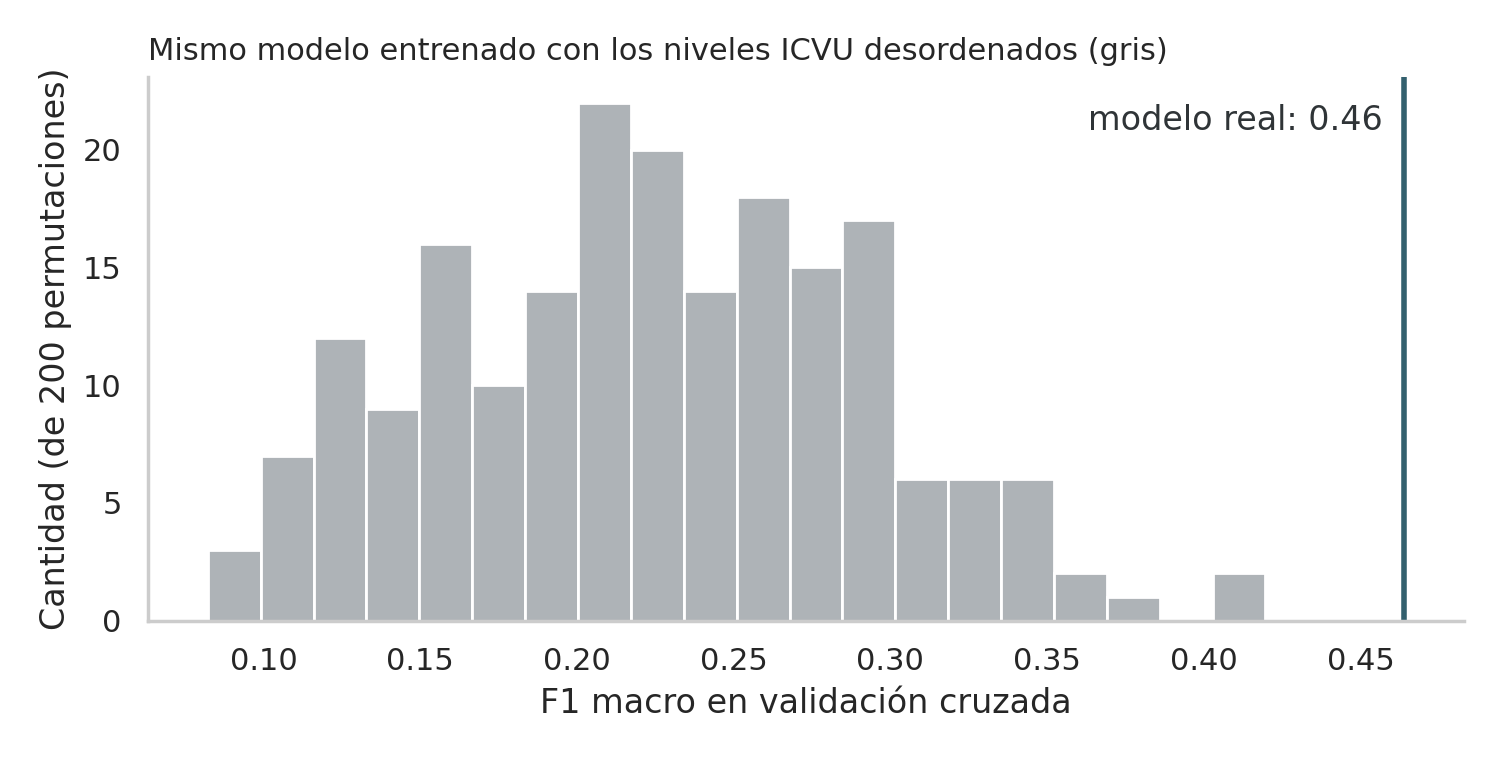 Mismo modelo entrenado con los niveles ICVU desordenados (gris)
modelo real: 0.46
Cantidad (de 200 permutaciones)
20
15
10
5
0
0.10 0.15 0.20 0.25 0.30 0.35 0.40 0.45
F1 macro en validación cruzada